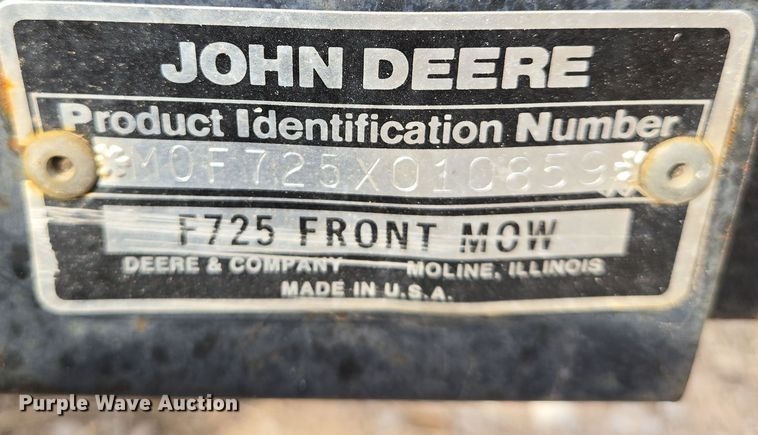 JOHN DEERE
Product Identification Number
*M0F725X010859*
F725 FRONT MOW
DEERE & COMPANY MOLINE, ILLINOIS
MADE IN U.S.A.
Purple Wave Auction